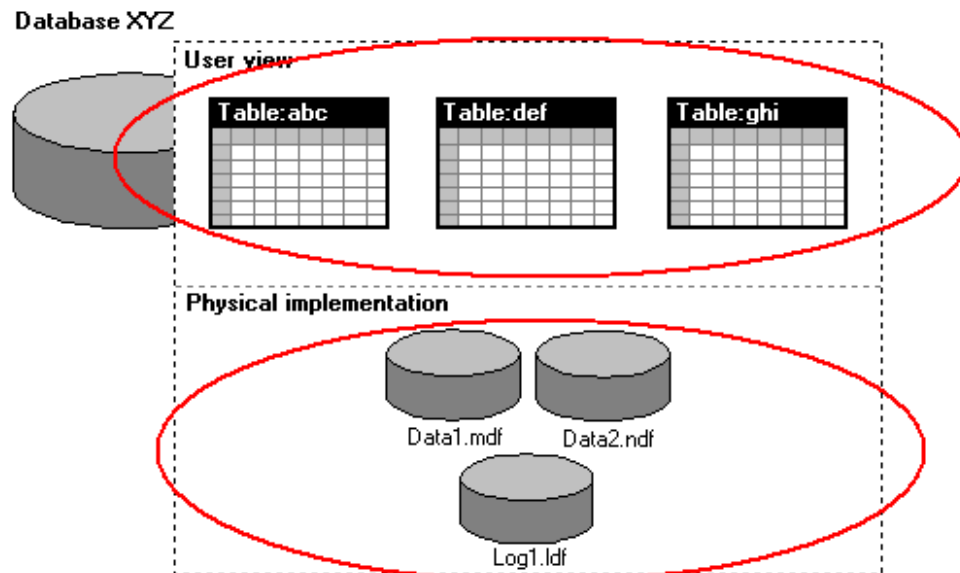 Database XYZ
User view
Table:abc
Table:def
Table:ghi
Physical implementation
Data1.mdf
Data2.ndf
Log1.ldf